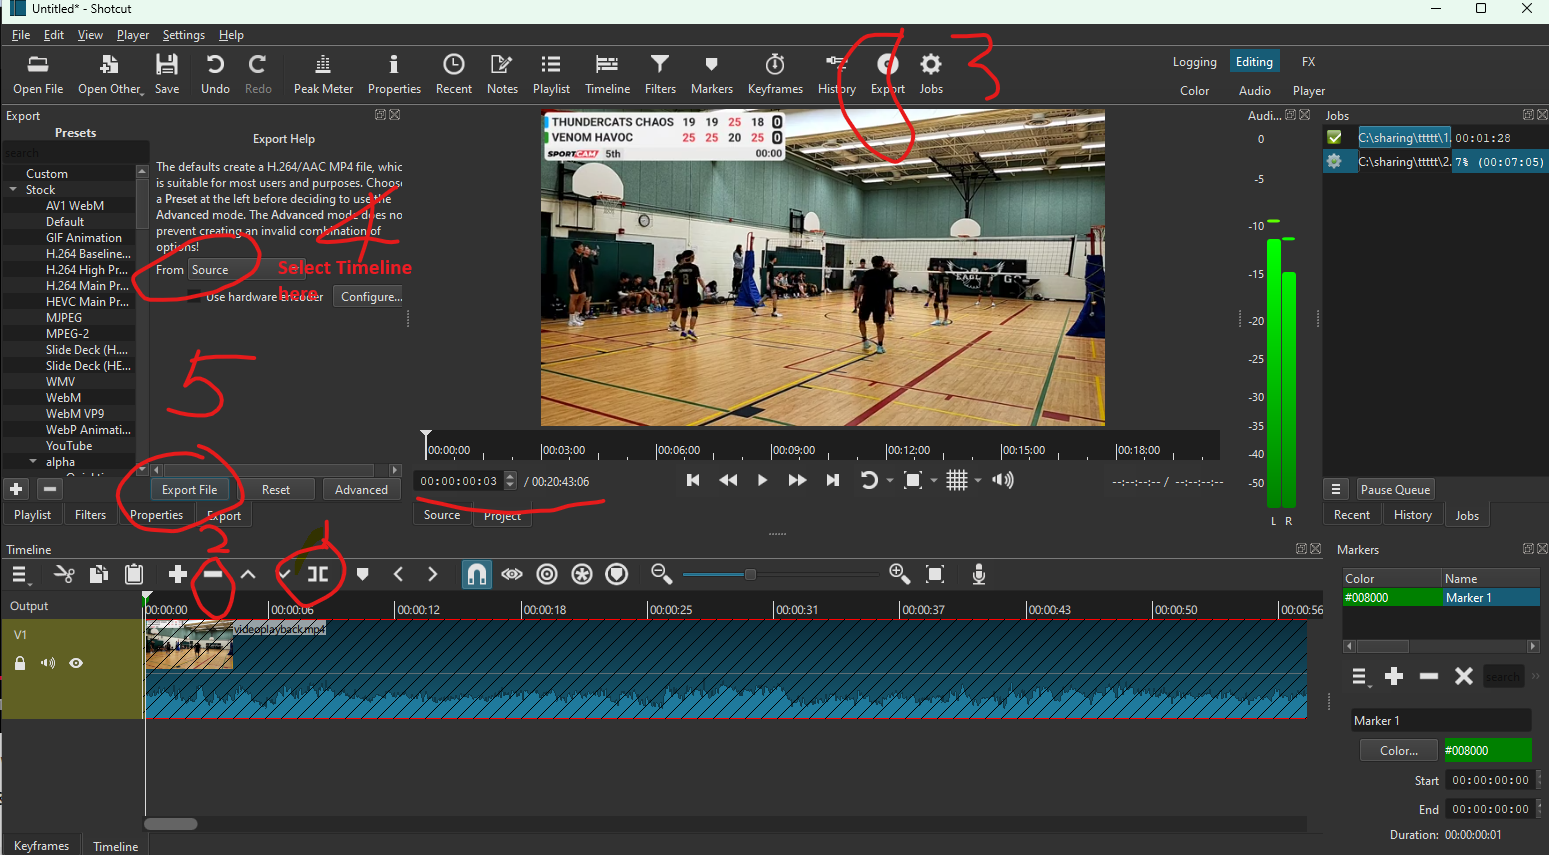 Untitled* - Shotcut
File Edit View Player Settings Help
Open File Open Other... Save Undo Redo Peak Meter Properties Recent Notes Playlist Timeline Filters Markers Keyframes History Export Jobs
3
Logging Editing FX
Color Audio Player
Export
Presets
search
Custom
Stock
AV1 WebM
Default
GIF Animation
H.264 Baseline...
H.264 High Pr...
H.264 Main Pr...
HEVC Main Pr...
MJPEG
MPEG-2
Slide Deck (H....
Slide Deck (HE...
WMV
WebM
WebM VP9
WebP Animati...
YouTube
alpha
Export Help
The defaults create a H.264/AAC MP4 file, whic
is suitable for most users and purposes. Choos
a Preset at the left before deciding to use the
Advanced mode. The Advanced mode does no
prevent creating an invalid combination of
options!
4
From Source
Select Timeline
here
Use hardware encoder Configure...
5
Export File Reset Advanced
Playlist Filters Properties Export
THUNDERCATS CHAOS 19 19 25 18 0
VENOM HAVOC 25 25 20 25 0
SPORTCAM 5th 00:00
00:00:00 00:03:00 00:06:00 00:09:00 00:12:00 00:15:00 00:18:00
00:00:00:03 / 00:20:43:06
--:--:--:-- / --:--:--:--
Source Project
Audi...
0
-5
-10
-15
-20
-25
-30
-35
-40
-50
L R
Jobs
C:\sharing\ttttt\1. 00:01:28
C:\sharing\ttttt\2. 7% (00:07:05)
Pause Queue
Recent History Jobs
2
1
Timeline
Output
00:00:00 00:00:06 00:00:12 00:00:18 00:00:25 00:00:31 00:00:37 00:00:43 00:00:50 00:00:56
V1
videoplayback.mp4
Keyframes Timeline
Markers
Color Name
#008000 Marker 1
search
Marker 1
Color... #008000
Start 00:00:00:00
End 00:00:00:00
Duration: 00:00:00:01